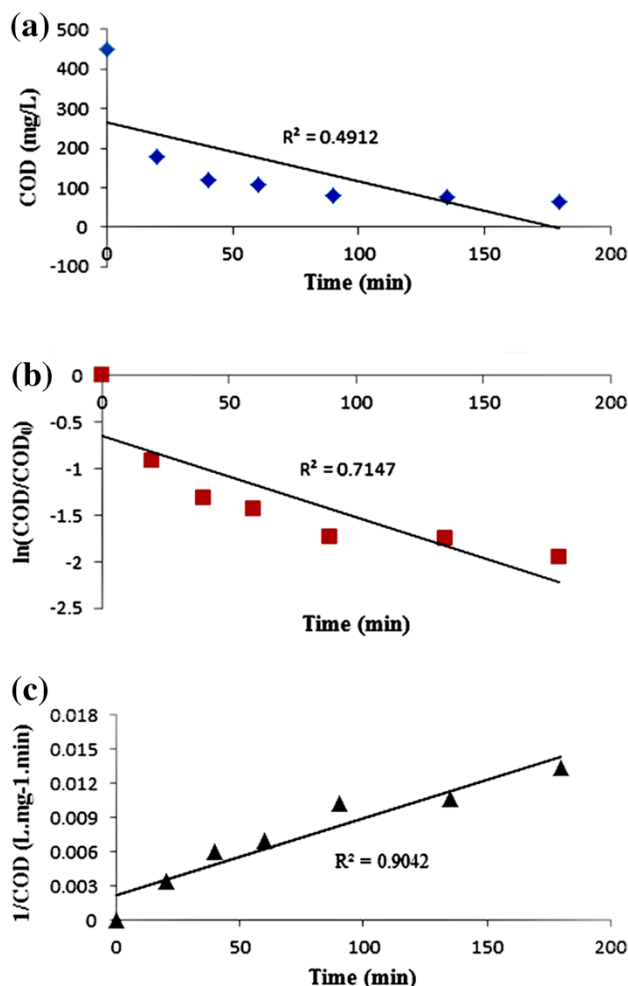 (a)
500
400
300
200
100
0
-100
COD (mg/L)
R² = 0.4912
0 50 100 150 200
Time (min)
(b)
0
-0.5
-1
-1.5
-2
-2.5
ln(COD/COD₀)
0 50 100 150 200
R² = 0.7147
Time (min)
(c)
0.018
0.015
0.012
0.009
0.006
0.003
0
1/COD (L.mg-1.min)
R² = 0.9042
0 50 100 150 200
Time (min)